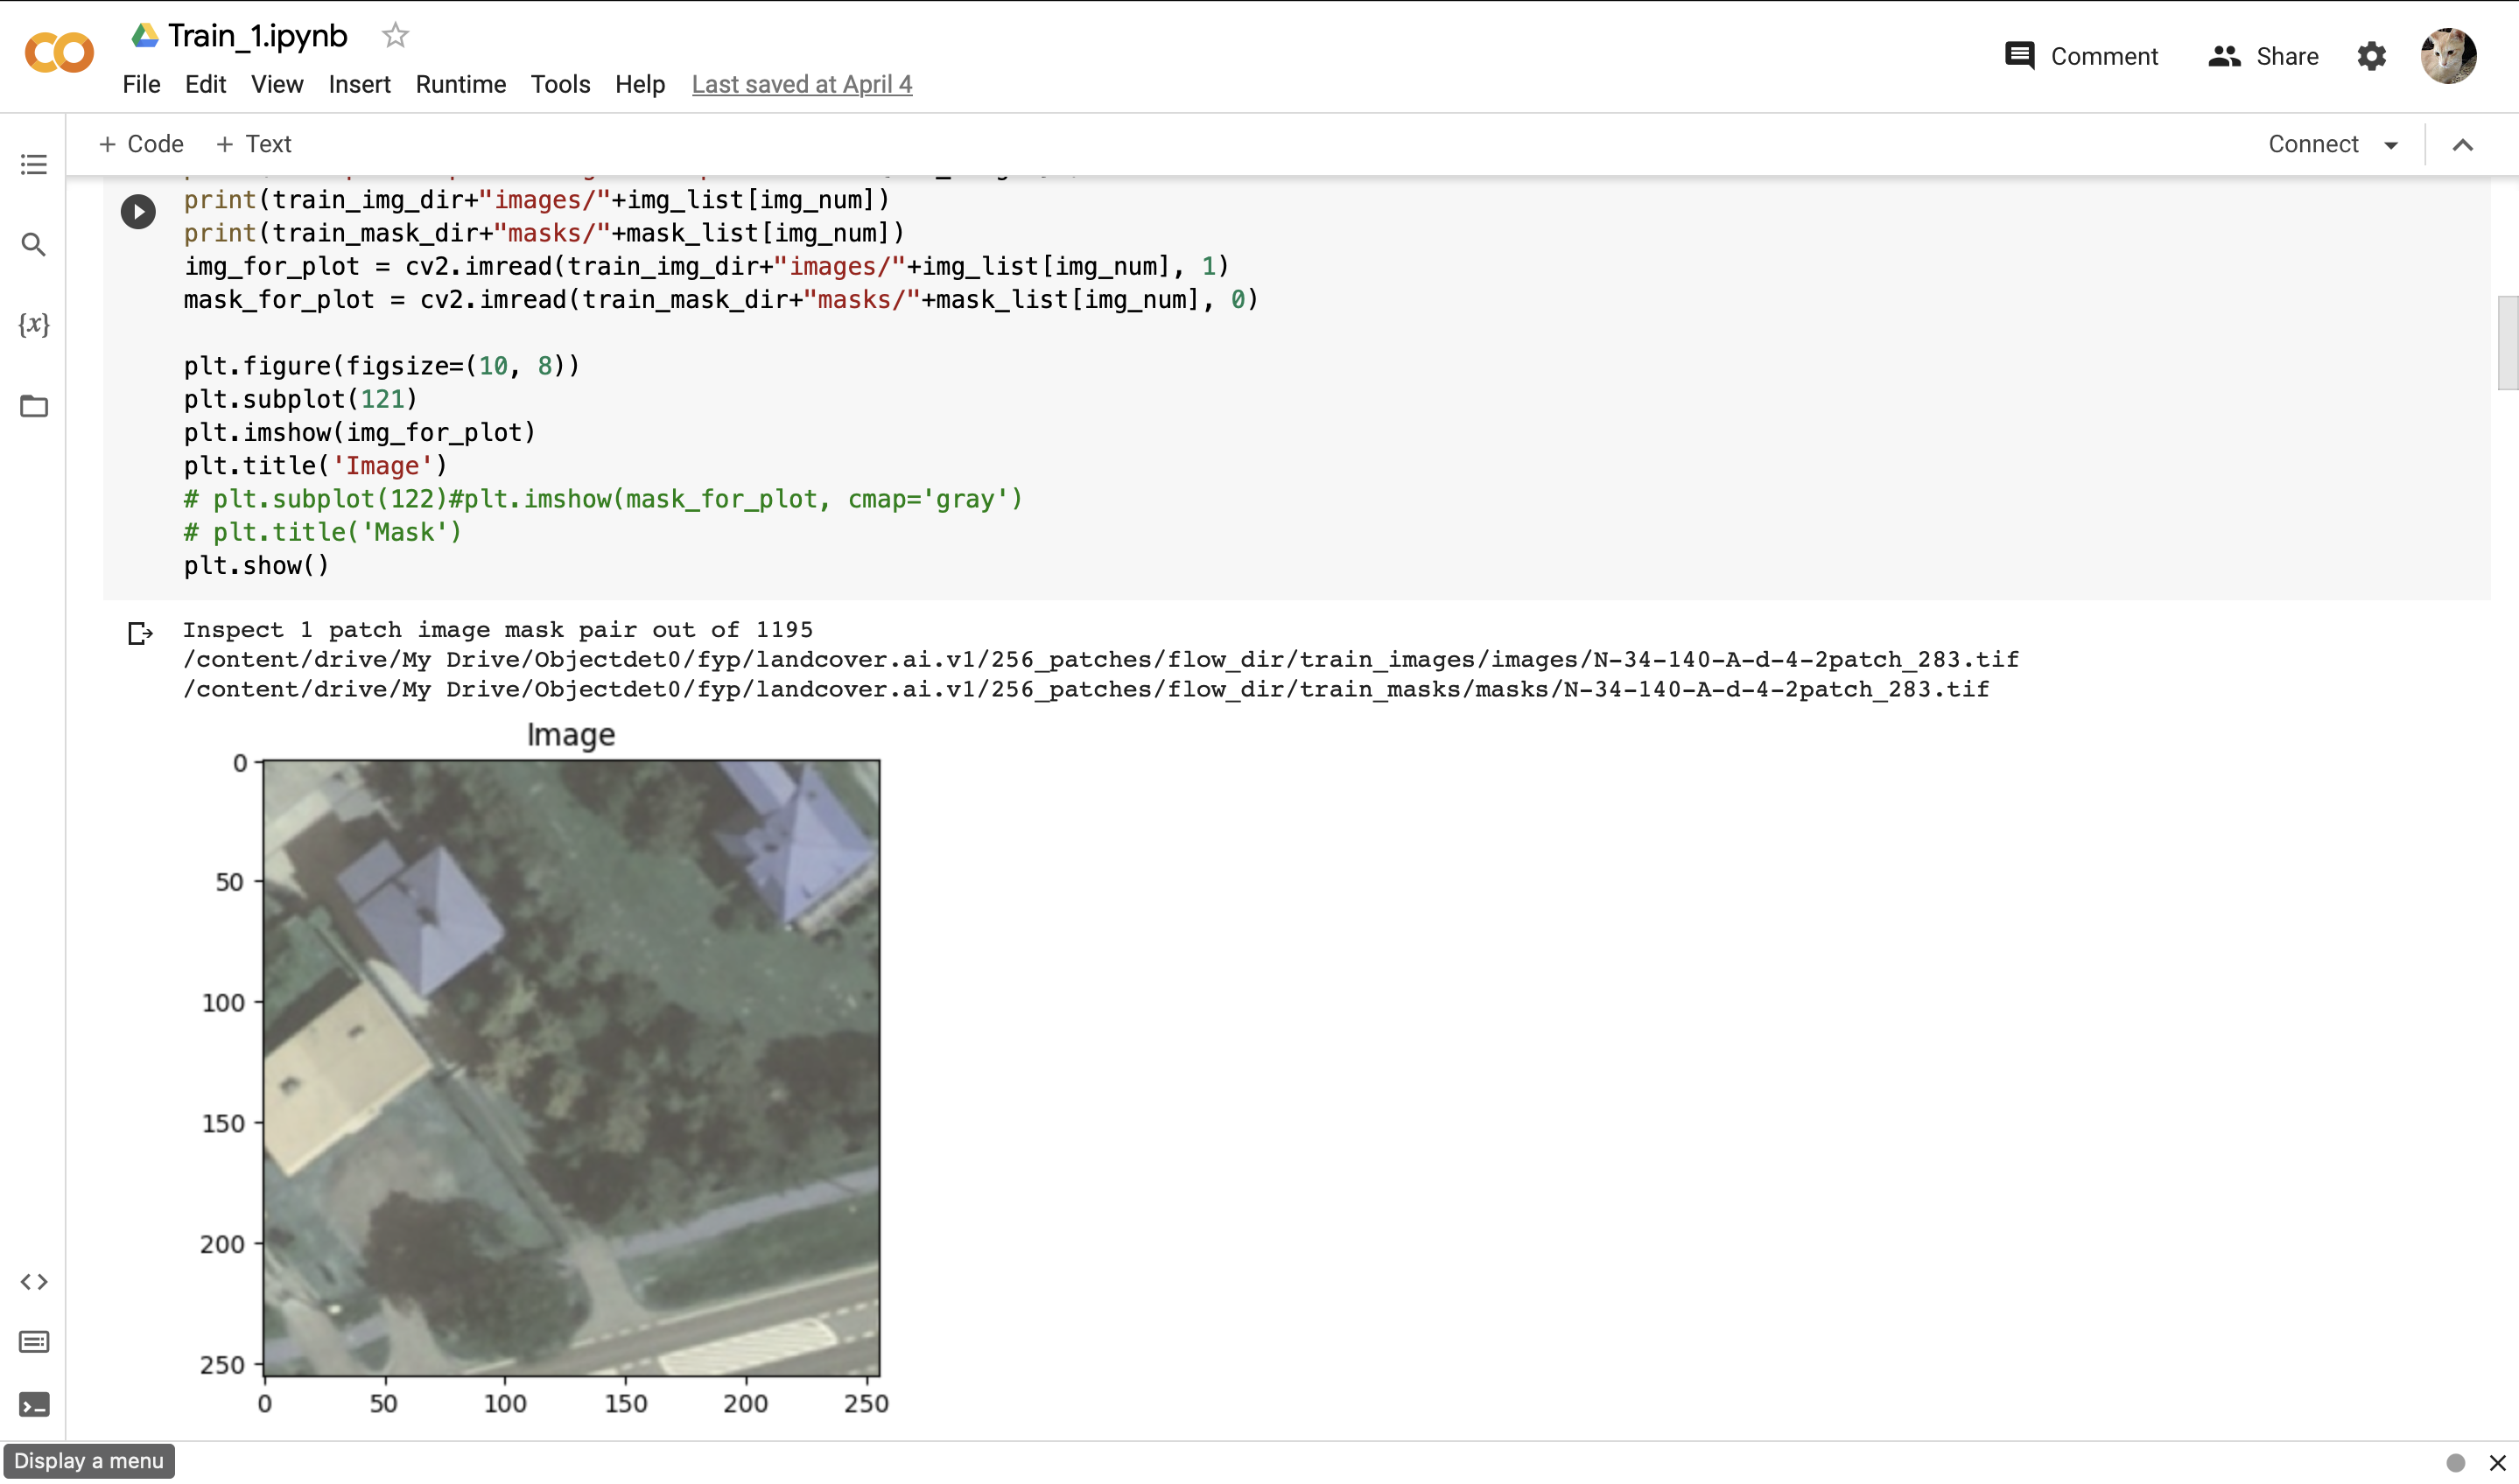 Train_1.ipynb
Comment
Share
File Edit View Insert Runtime Tools Help Last saved at April 4
+ Code + Text
Connect
{x}
print(train_img_dir+"images/"+img_list[img_num])
print(train_mask_dir+"masks/"+mask_list[img_num])
img_for_plot = cv2.imread(train_img_dir+"images/"+img_list[img_num], 1)
mask_for_plot = cv2.imread(train_mask_dir+"masks/"+mask_list[img_num], 0)
plt.figure(figsize=(10, 8))
plt.subplot(121)
plt.imshow(img_for_plot)
plt.title('Image')
# plt.subplot(122)#plt.imshow(mask_for_plot, cmap='gray')
# plt.title('Mask')
plt.show()
Inspect 1 patch image mask pair out of 1195
/content/drive/My Drive/Objectdet0/fyp/landcover.ai.v1/256_patches/flow_dir/train_images/images/N-34-140-A-d-4-2patch_283.tif
/content/drive/My Drive/Objectdet0/fyp/landcover.ai.v1/256_patches/flow_dir/train_masks/masks/N-34-140-A-d-4-2patch_283.tif
Image
0
50
100
150
200
250
0 50 100 150 200 250
Display a menu